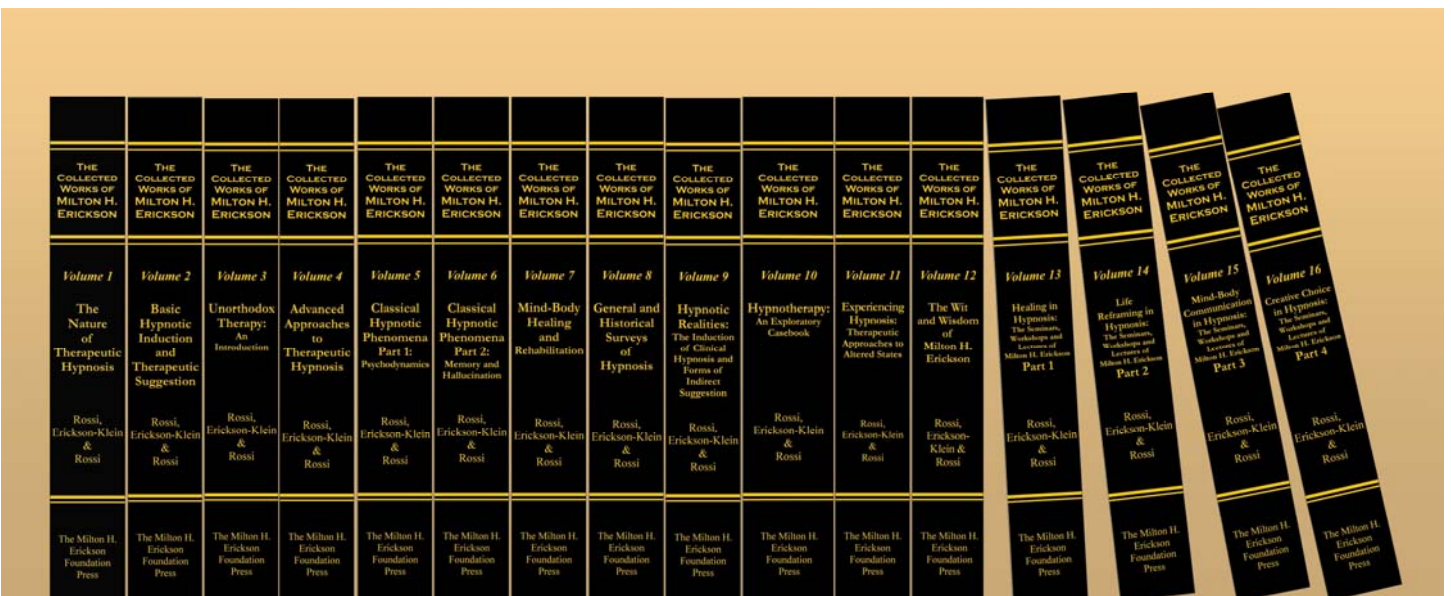 The
Collected
Works of
Milton H.
Erickson
Volume 1
The
Nature
of
Therapeutic
Hypnosis
Rossi,
Erickson-Klein
&
Rossi
The Milton H.
Erickson
Foundation
Press
The
Collected
Works of
Milton H.
Erickson
Volume 2
Basic
Hypnotic
Induction
and
Therapeutic
Suggestion
Rossi,
Erickson-Klein
&
Rossi
The Milton H.
Erickson
Foundation
Press
The
Collected
Works of
Milton H.
Erickson
Volume 3
Unorthodox
Therapy:
An
Introduction
Rossi,
Erickson-Klein
&
Rossi
The Milton H.
Erickson
Foundation
Press
The
Collected
Works of
Milton H.
Erickson
Volume 4
Advanced
Approaches
to
Therapeutic
Hypnosis
Rossi,
Erickson-Klein
&
Rossi
The Milton H.
Erickson
Foundation
Press
The
Collected
Works of
Milton H.
Erickson
Volume 5
Classical
Hypnotic
Phenomena
Part 1:
Psychodynamics
Rossi,
Erickson-Klein
&
Rossi
The Milton H.
Erickson
Foundation
Press
The
Collected
Works of
Milton H.
Erickson
Volume 6
Classical
Hypnotic
Phenomena
Part 2:
Memory and
Hallucination
Rossi,
Erickson-Klein
&
Rossi
The Milton H.
Erickson
Foundation
Press
The
Collected
Works of
Milton H.
Erickson
Volume 7
Mind-Body
Healing
and
Rehabilitation
Rossi,
Erickson-Klein
&
Rossi
The Milton H.
Erickson
Foundation
Press
The
Collected
Works of
Milton H.
Erickson
Volume 8
General and
Historical
Surveys
of
Hypnosis
Rossi,
Erickson-Klein
&
Rossi
The Milton H.
Erickson
Foundation
Press
The
Collected
Works of
Milton H.
Erickson
Volume 9
Hypnotic
Realities:
The Induction
of Clinical
Hypnosis and
Forms of
Indirect
Suggestion
Rossi,
Erickson-Klein
&
Rossi
The Milton H.
Erickson
Foundation
Press
The
Collected
Works of
Milton H.
Erickson
Volume 10
Hypnotherapy:
An Exploratory
Casebook
Rossi,
Erickson-Klein
&
Rossi
The Milton H.
Erickson
Foundation
Press
The
Collected
Works of
Milton H.
Erickson
Volume 11
Experiencing
Hypnosis:
Therapeutic
Approaches to
Altered States
Rossi,
Erickson-Klein
&
Rossi
The Milton H.
Erickson
Foundation
Press
The
Collected
Works of
Milton H.
Erickson
Volume 12
The Wit
and Wisdom
of
Milton H.
Erickson
Rossi,
Erickson-
Klein &
Rossi
The Milton H.
Erickson
Foundation
Press
The
Collected
Works of
Milton H.
Erickson
Volume 13
Healing in
Hypnosis:
The Seminars,
Workshops and
Lectures of
Milton H. Erickson
Part 1
Rossi,
Erickson-Klein
&
Rossi
The Milton H.
Erickson
Foundation
Press
The
Collected
Works of
Milton H.
Erickson
Volume 14
Life
Reframing in
Hypnosis:
The Seminars,
Workshops and
Lectures of
Milton H. Erickson
Part 2
Rossi,
Erickson-Klein
&
Rossi
The Milton H.
Erickson
Foundation
Press
The
Collected
Works of
Milton H.
Erickson
Volume 15
Mind-Body
Communication
in Hypnosis:
The Seminars,
Workshops and
Lectures of
Milton H. Erickson
Part 3
Rossi,
Erickson-Klein
&
Rossi
The Milton H.
Erickson
Foundation
Press
The
Collected
Works of
Milton H.
Erickson
Volume 16
Creative Choice
in Hypnosis:
The Seminars,
Workshops and
Lectures of
Milton H. Erickson
Part 4
Rossi,
Erickson-Klein
&
Rossi
The Milton H.
Erickson
Foundation
Press